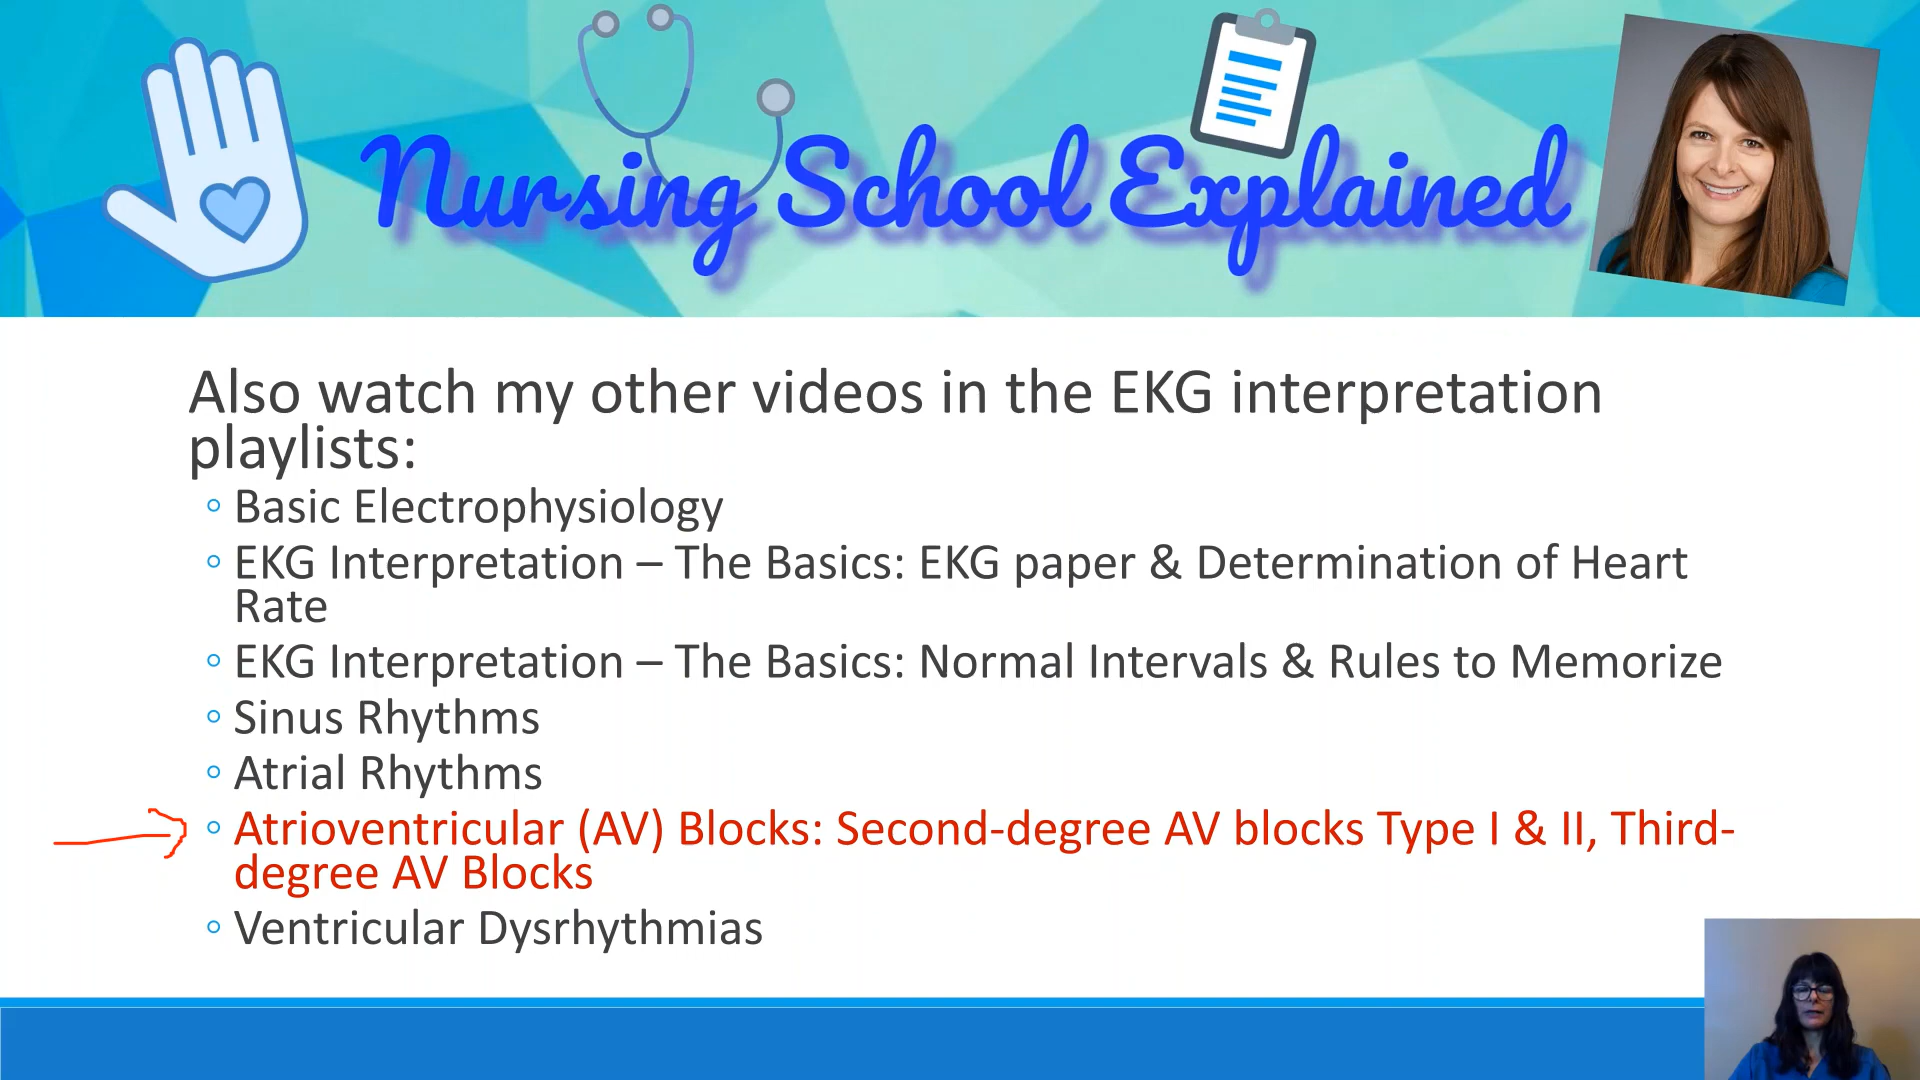 Nursing School Explained
Also watch my other videos in the EKG interpretation
playlists:
◦ Basic Electrophysiology
◦ EKG Interpretation – The Basics: EKG paper & Determination of Heart
Rate
◦ EKG Interpretation – The Basics: Normal Intervals & Rules to Memorize
◦ Sinus Rhythms
◦ Atrial Rhythms
◦ Atrioventricular (AV) Blocks: Second-degree AV blocks Type I & II, Third-
degree AV Blocks
◦ Ventricular Dysrhythmias